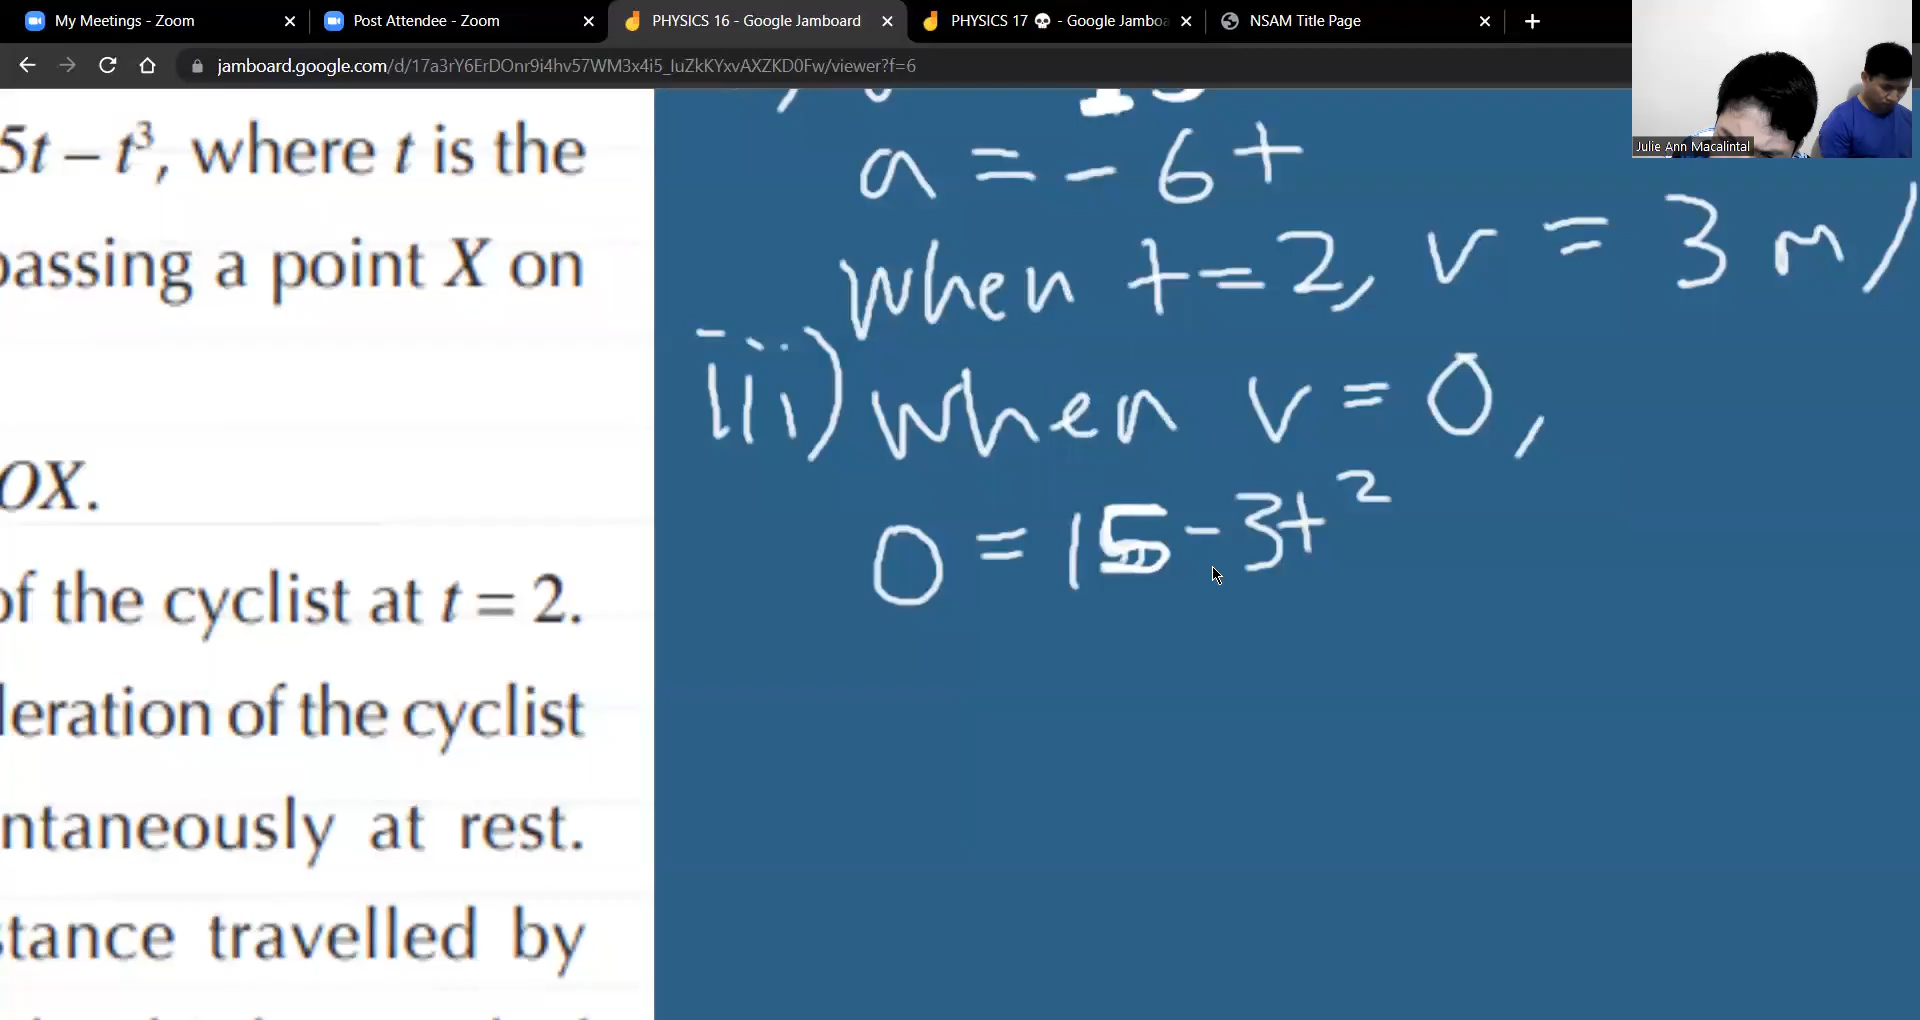 My Meetings - Zoom
Post Attendee - Zoom
PHYSICS 16 - Google Jamboard
PHYSICS 17 💀 - Google Jamboa
NSAM Title Page
jamboard.google.com/d/17a3rY6ErDOnr9i4hv57WM3x4i5_IuZkKYxvAXZKD0Fw/viewer?f=6
Julie Ann Macalintal
5t – t³, where t is the
passing a point X on
OX.
of the cyclist at t = 2.
leration of the cyclist
ntaneously at rest.
stance travelled by
a = - 6t
when t = 2, v = 3 m/
iii) when v = 0,
0 = 15 - 3t²